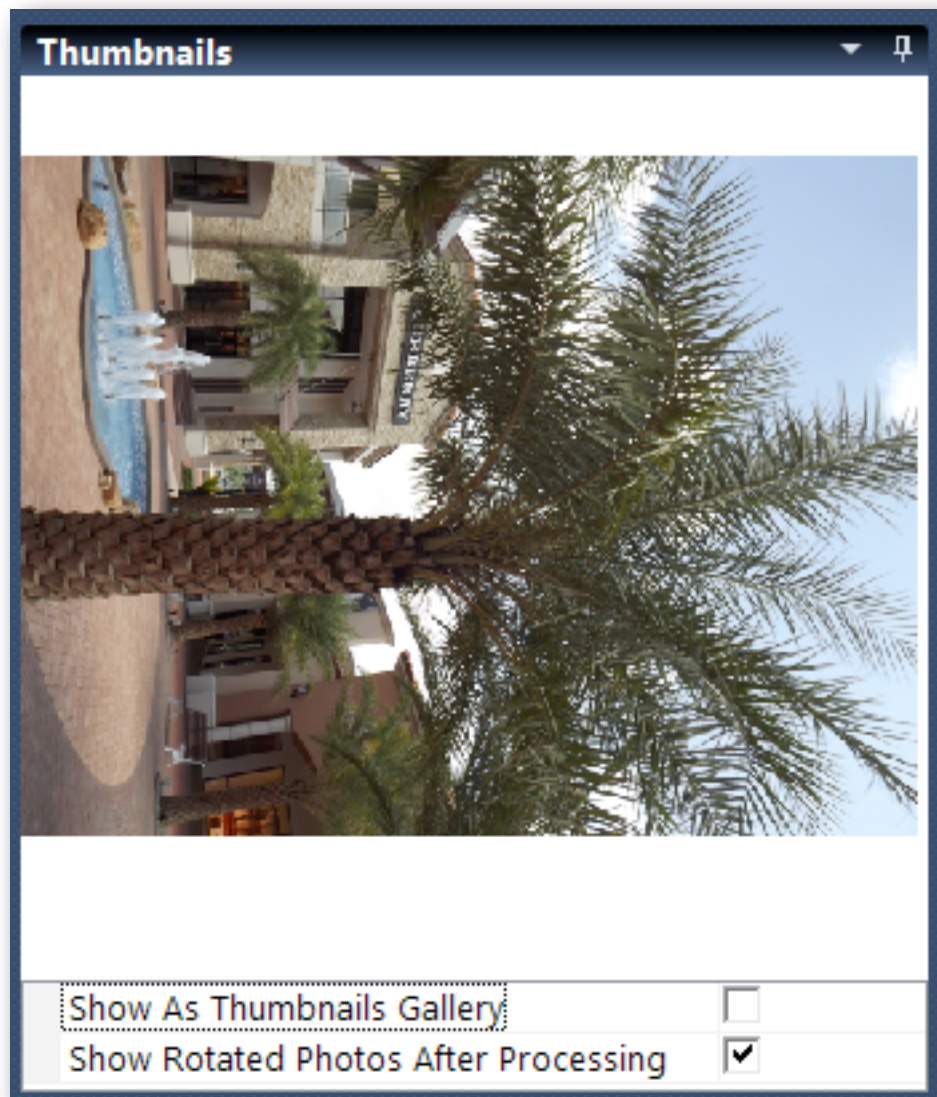 Thumbnails
Show As Thumbnails Gallery
Show Rotated Photos After Processing